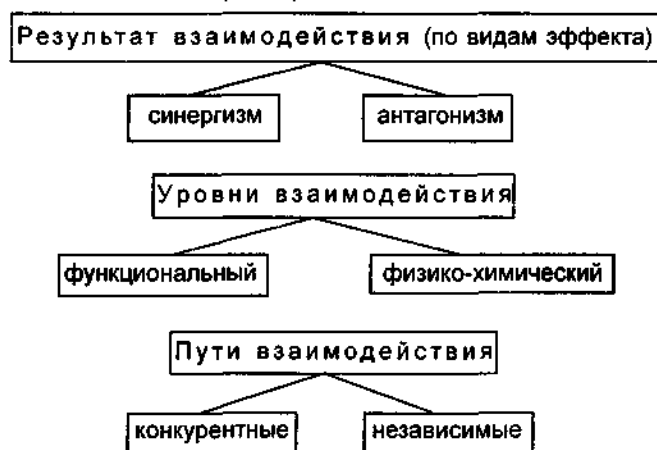 Результат взаимодействия (по видам эффекта)
синергизм антагонизм
Уровни взаимодействия
функциональный физико-химический
Пути взаимодействия
конкурентные независимые